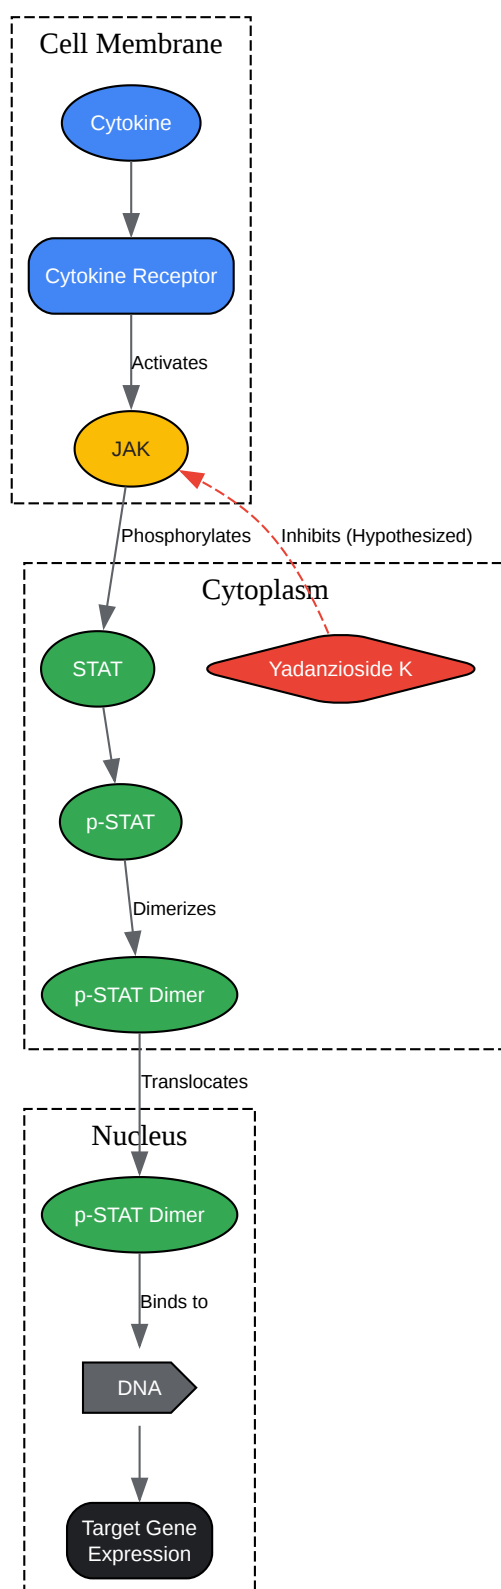 Cell Membrane
Cytokine
Cytokine Receptor
Activates
JAK
Phosphorylates
Inhibits (Hypothesized)
Cytoplasm
STAT
Yadanzioside K
p-STAT
Dimerizes
p-STAT Dimer
Translocates
Nucleus
p-STAT Dimer
Binds to
DNA
Target Gene
Expression